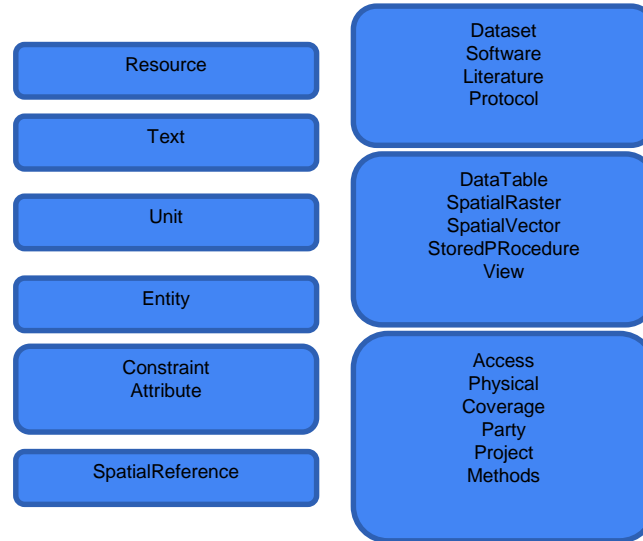 Resource
Text
Unit
Entity
Constraint
Attribute
SpatialReference
Dataset
Software
Literature
Protocol
DataTable
SpatialRaster
SpatialVector
StoredPRocedure
View
Access
Physical
Coverage
Party
Project
Methods